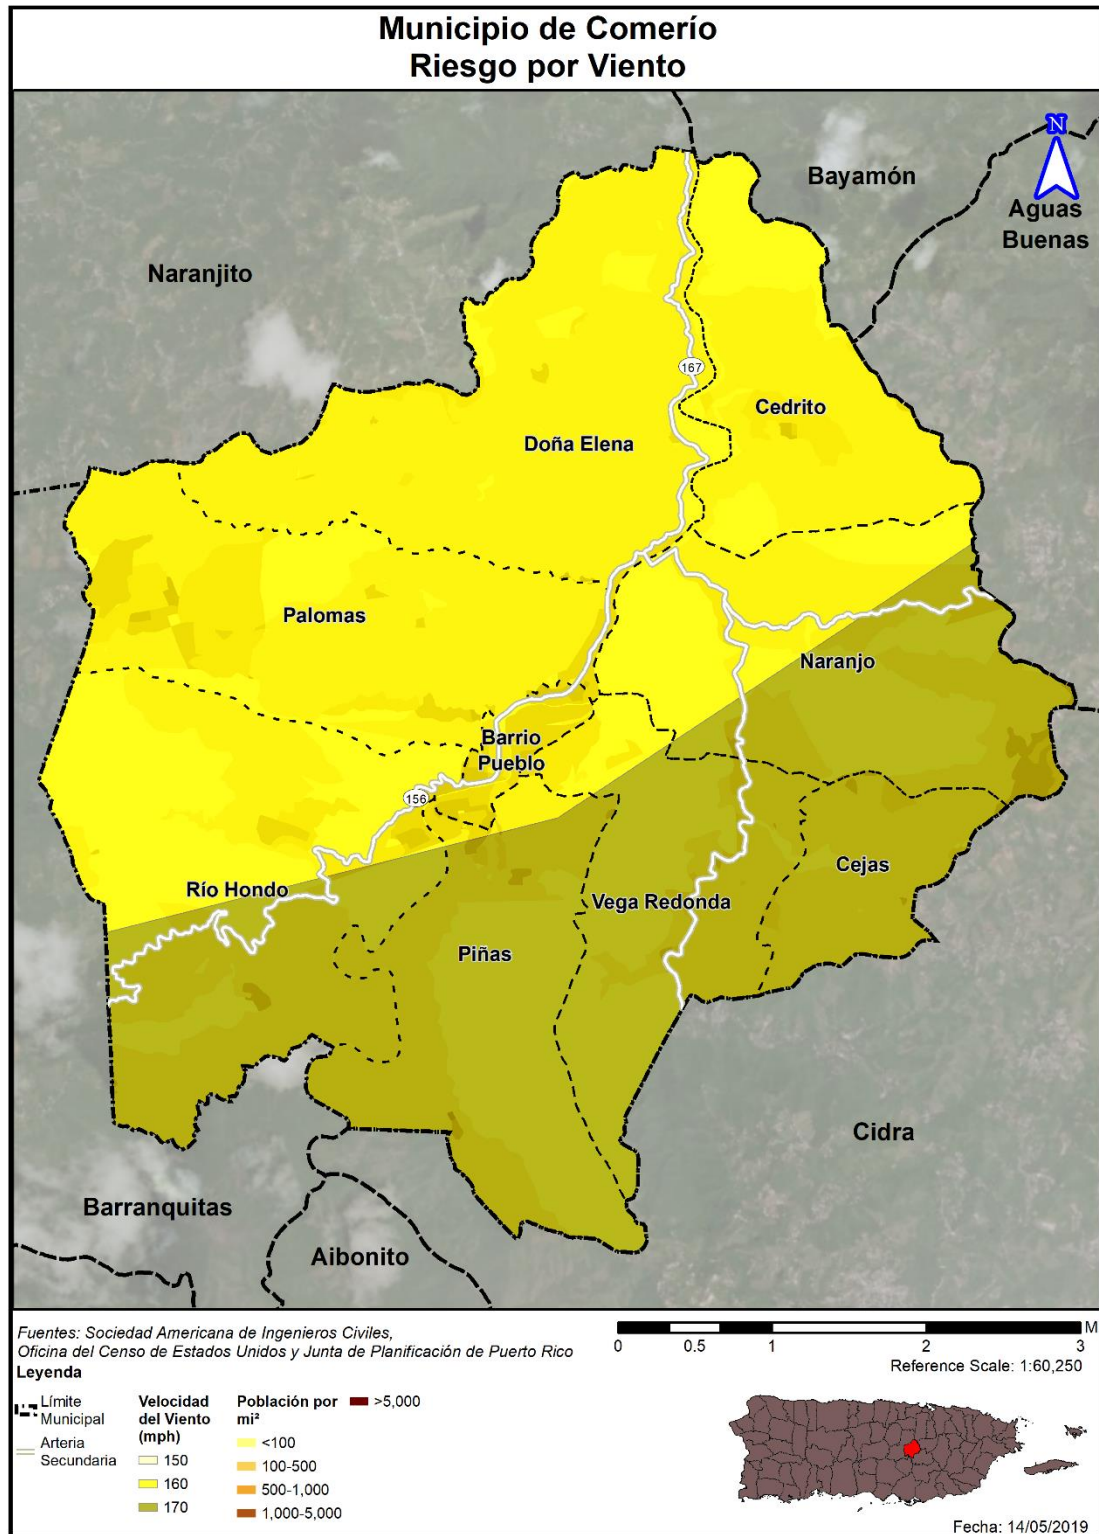 Municipio de Comerío
Riesgo por Viento
N
Bayamón
Aguas
Buenas
Naranjito
167
Cedrito
Doña Elena
Palomas
Naranjo
Barrio
Pueblo
156
Cejas
Río Hondo
Vega Redonda
Piñas
Cidra
Barranquitas
Aibonito
Fuentes: Sociedad Americana de Ingenieros Civiles,
Oficina del Censo de Estados Unidos y Junta de Planificación de Puerto Rico
M
0 0.5 1 2 3
Reference Scale: 1:60,250
Leyenda
Límite
Municipal
Arteria
Secundaria
Velocidad
del Viento
(mph)
150
160
170
Población por
mi²
<100
100-500
500-1,000
1,000-5,000
>5,000
Fecha: 14/05/2019